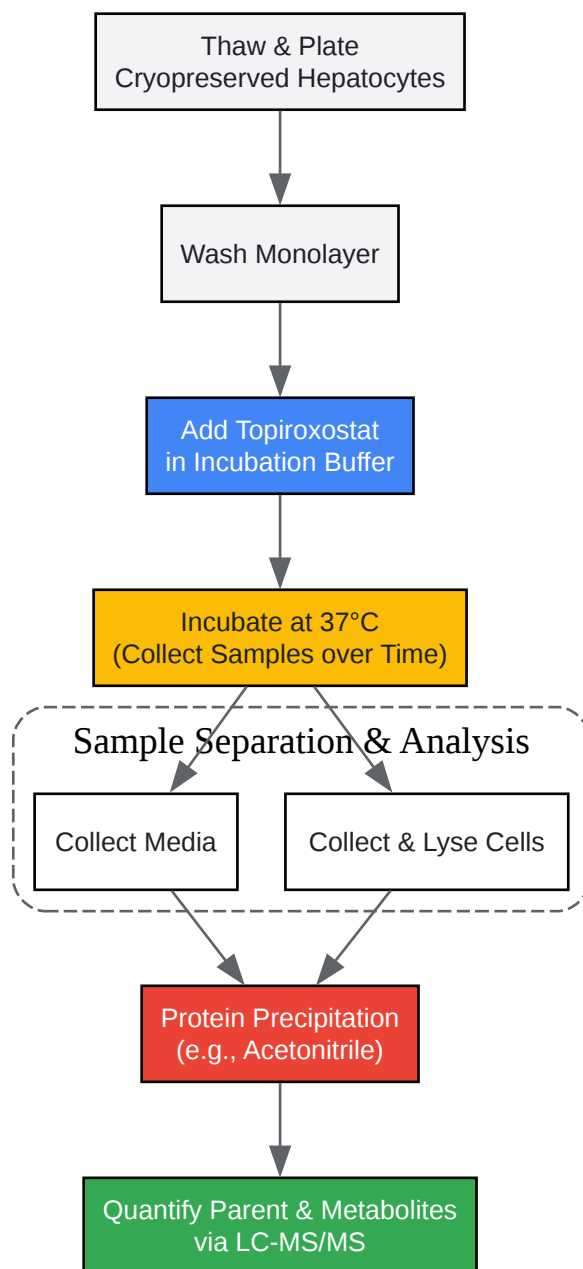 Thaw & Plate
Cryopreserved Hepatocytes
Wash Monolayer
Add Topiroxostat
in Incubation Buffer
Incubate at 37°C
(Collect Samples over Time)
Sample Separation & Analysis
Collect Media
Collect & Lyse Cells
Protein Precipitation
(e.g., Acetonitrile)
Quantify Parent & Metabolites
via LC-MS/MS